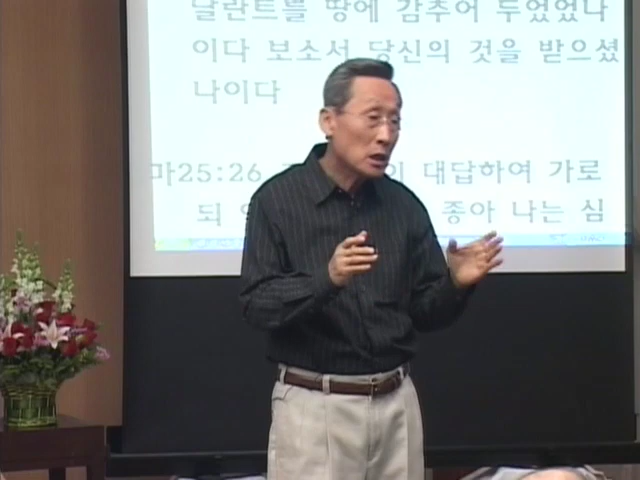 달란트를 땅에 감추어 두었었나
이다 보소서 당신의 것을 받으셨
나이다
마25:26 대답하여 가로
되 종아 나는 심